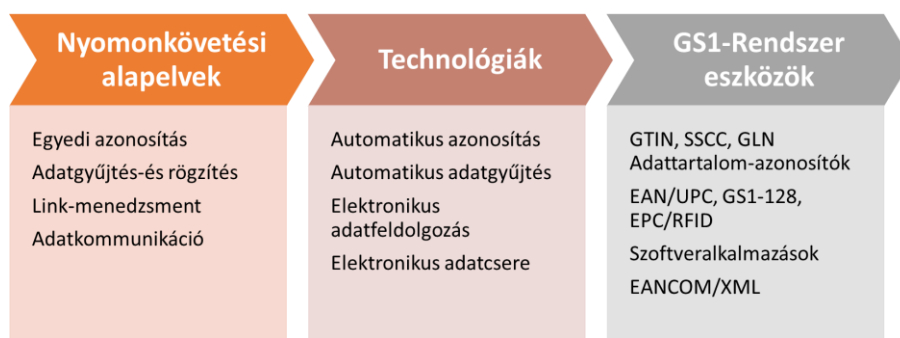 Nyomonkövetési
alapelvek
Egyedi azonosítás
Adatgyűjtés-és rögzítés
Link-menedzsment
Adatkommunikáció
Technológiák
Automatikus azonosítás
Automatikus adatgyűjtés
Elektronikus
adatfeldolgozás
Elektronikus adatcsere
GS1-Rendszer
eszközök
GTIN, SSCC, GLN
Adattartalom-azonosítók
EAN/UPC, GS1-128,
EPC/RFID
Szoftveralkalmazások
EANCOM/XML